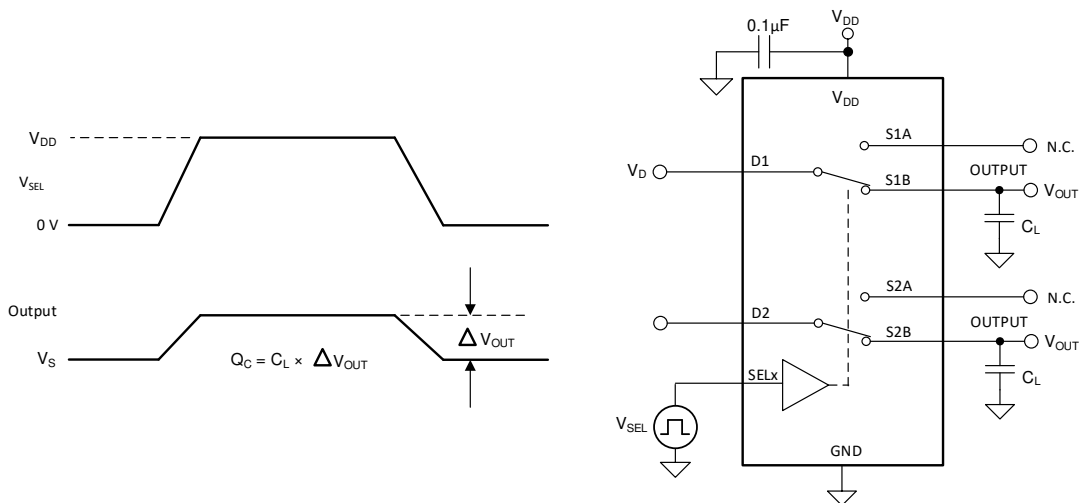 V_DD
V_SEL
0 V
Output
V_S
Q_C = C_L × Δ V_OUT
Δ V_OUT
0.1µF
V_DD
V_DD
S1A
N.C.
V_D
D1
S1B
OUTPUT
V_OUT
C_L
S2A
N.C.
D2
S2B
OUTPUT
V_OUT
C_L
SELx
V_SEL
GND